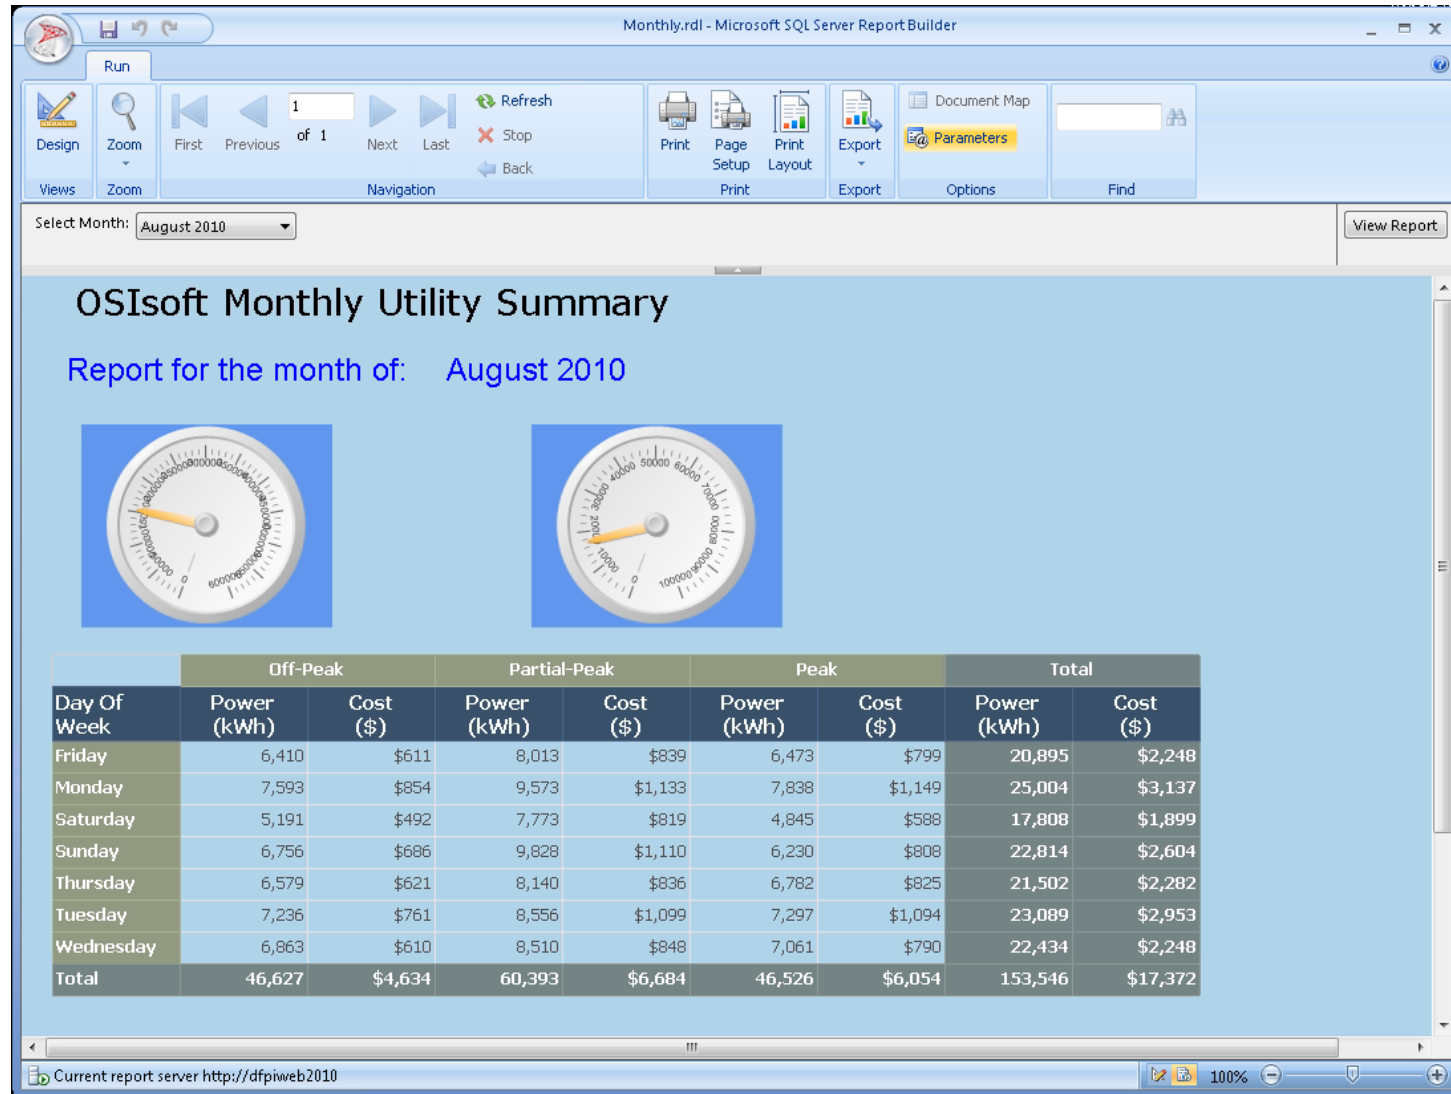 Monthly.rdl - Microsoft SQL Server Report Builder
Run
Design
Zoom
First
Previous
1
of 1
Next
Last
Refresh
Stop
Back
Print
Page Setup
Print Layout
Export
Document Map
Parameters
Views
Zoom
Navigation
Print
Export
Options
Find
Select Month: August 2010
View Report
OSIsoft Monthly Utility Summary
Report for the month of: August 2010
0
10000
30000
40000
50000
60000
70000
80000
90000
100000
Off-Peak Partial-Peak Peak Total
Day Of Week Power (kWh) Cost ($) Power (kWh) Cost ($) Power (kWh) Cost ($) Power (kWh) Cost ($)
Friday 6,410 $611 8,013 $839 6,473 $799 20,895 $2,248
Monday 7,593 $854 9,573 $1,133 7,838 $1,149 25,004 $3,137
Saturday 5,191 $492 7,773 $819 4,845 $588 17,808 $1,899
Sunday 6,756 $686 9,828 $1,110 6,230 $808 22,814 $2,604
Thursday 6,579 $621 8,140 $836 6,782 $825 21,502 $2,282
Tuesday 7,236 $761 8,556 $1,099 7,297 $1,094 23,089 $2,953
Wednesday 6,863 $610 8,510 $848 7,061 $790 22,434 $2,248
Total 46,627 $4,634 60,393 $6,684 46,526 $6,054 153,546 $17,372
Current report server http://dfpiweb2010
100%